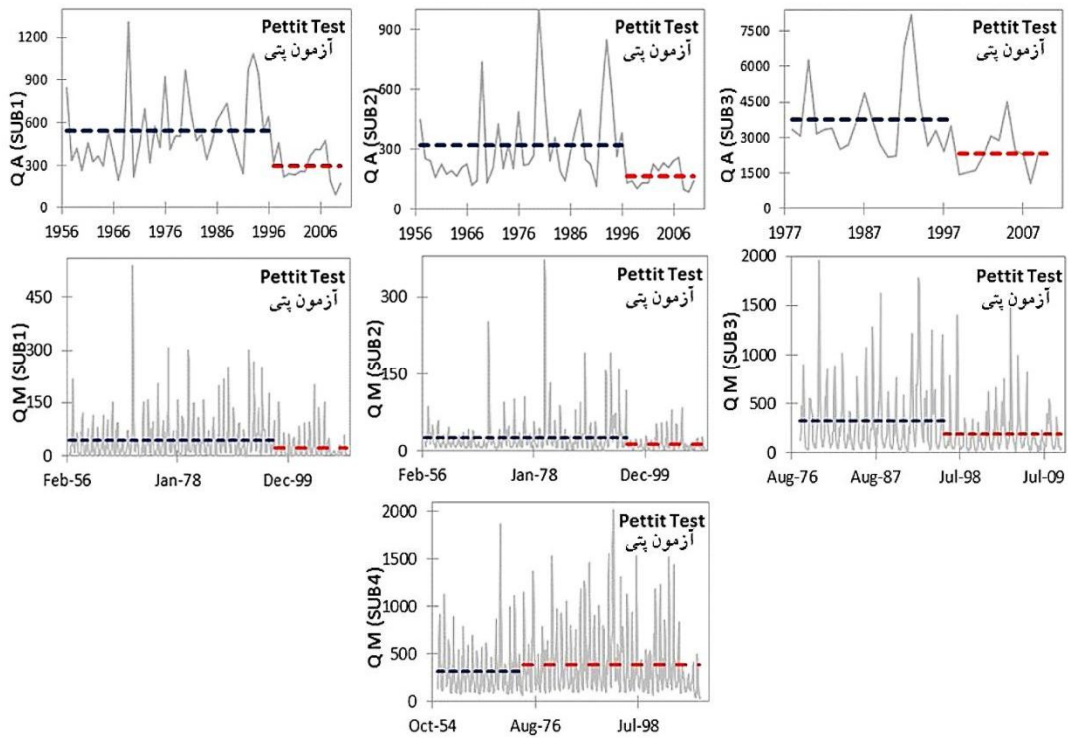 Pettit Test
آزمون پتی
Q A (SUB1)
1200
900
600
300
0
1956 1966 1976 1986 1996 2006
Pettit Test
آزمون پتی
Q A (SUB2)
900
600
300
0
1956 1966 1976 1986 1996 2006
Pettit Test
آزمون پتی
Q A (SUB3)
7500
6000
4500
3000
1500
0
1977 1987 1997 2007
Pettit Test
آزمون پتی
Q M (SUB1)
450
300
150
0
Feb-56 Jan-78 Dec-99
Pettit Test
آزمون پتی
Q M (SUB2)
300
150
0
Feb-56 Jan-78 Dec-99
Pettit Test
آزمون پتی
Q M (SUB3)
2000
1500
1000
500
0
Aug-76 Aug-87 Jul-98 Jul-09
Pettit Test
آزمون پتی
Q M (SUB4)
2000
1500
1000
500
0
Oct-54 Aug-76 Jul-98